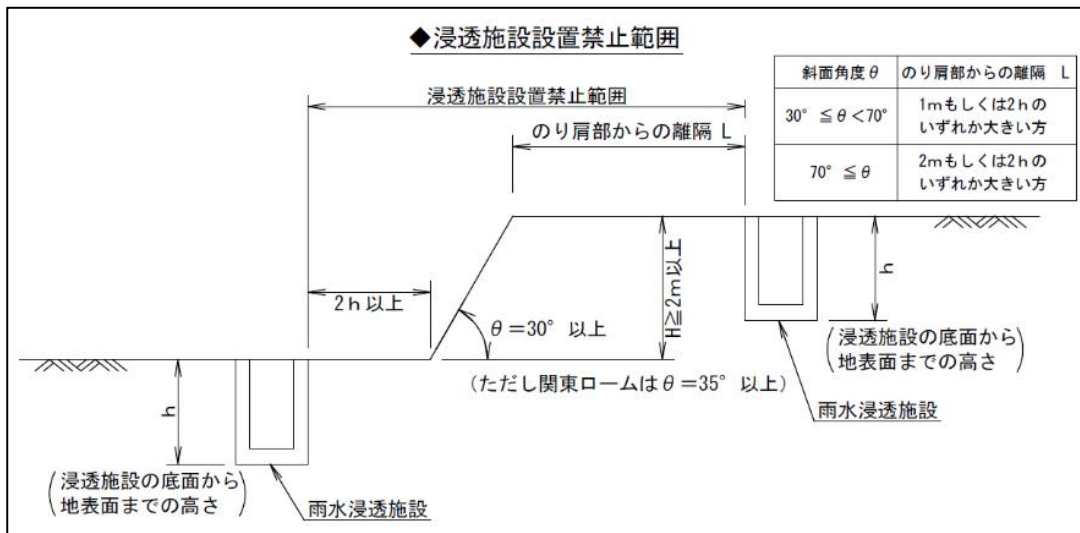 ◆浸透施設設置禁止範囲
斜面角度θ
のり肩部からの離隔 L
30° ≦θ<70°
1mもしくは2hの
いずれか大きい方
70° ≦θ
2mもしくは2hの
いずれか大きい方
浸透施設設置禁止範囲
のり肩部からの離隔 L
2h以上
θ=30° 以上
H≧2m以上
h
(ただし関東ロームはθ=35° 以上)
(浸透施設の底面から
地表面までの高さ)
雨水浸透施設
h
(浸透施設の底面から
地表面までの高さ)
雨水浸透施設